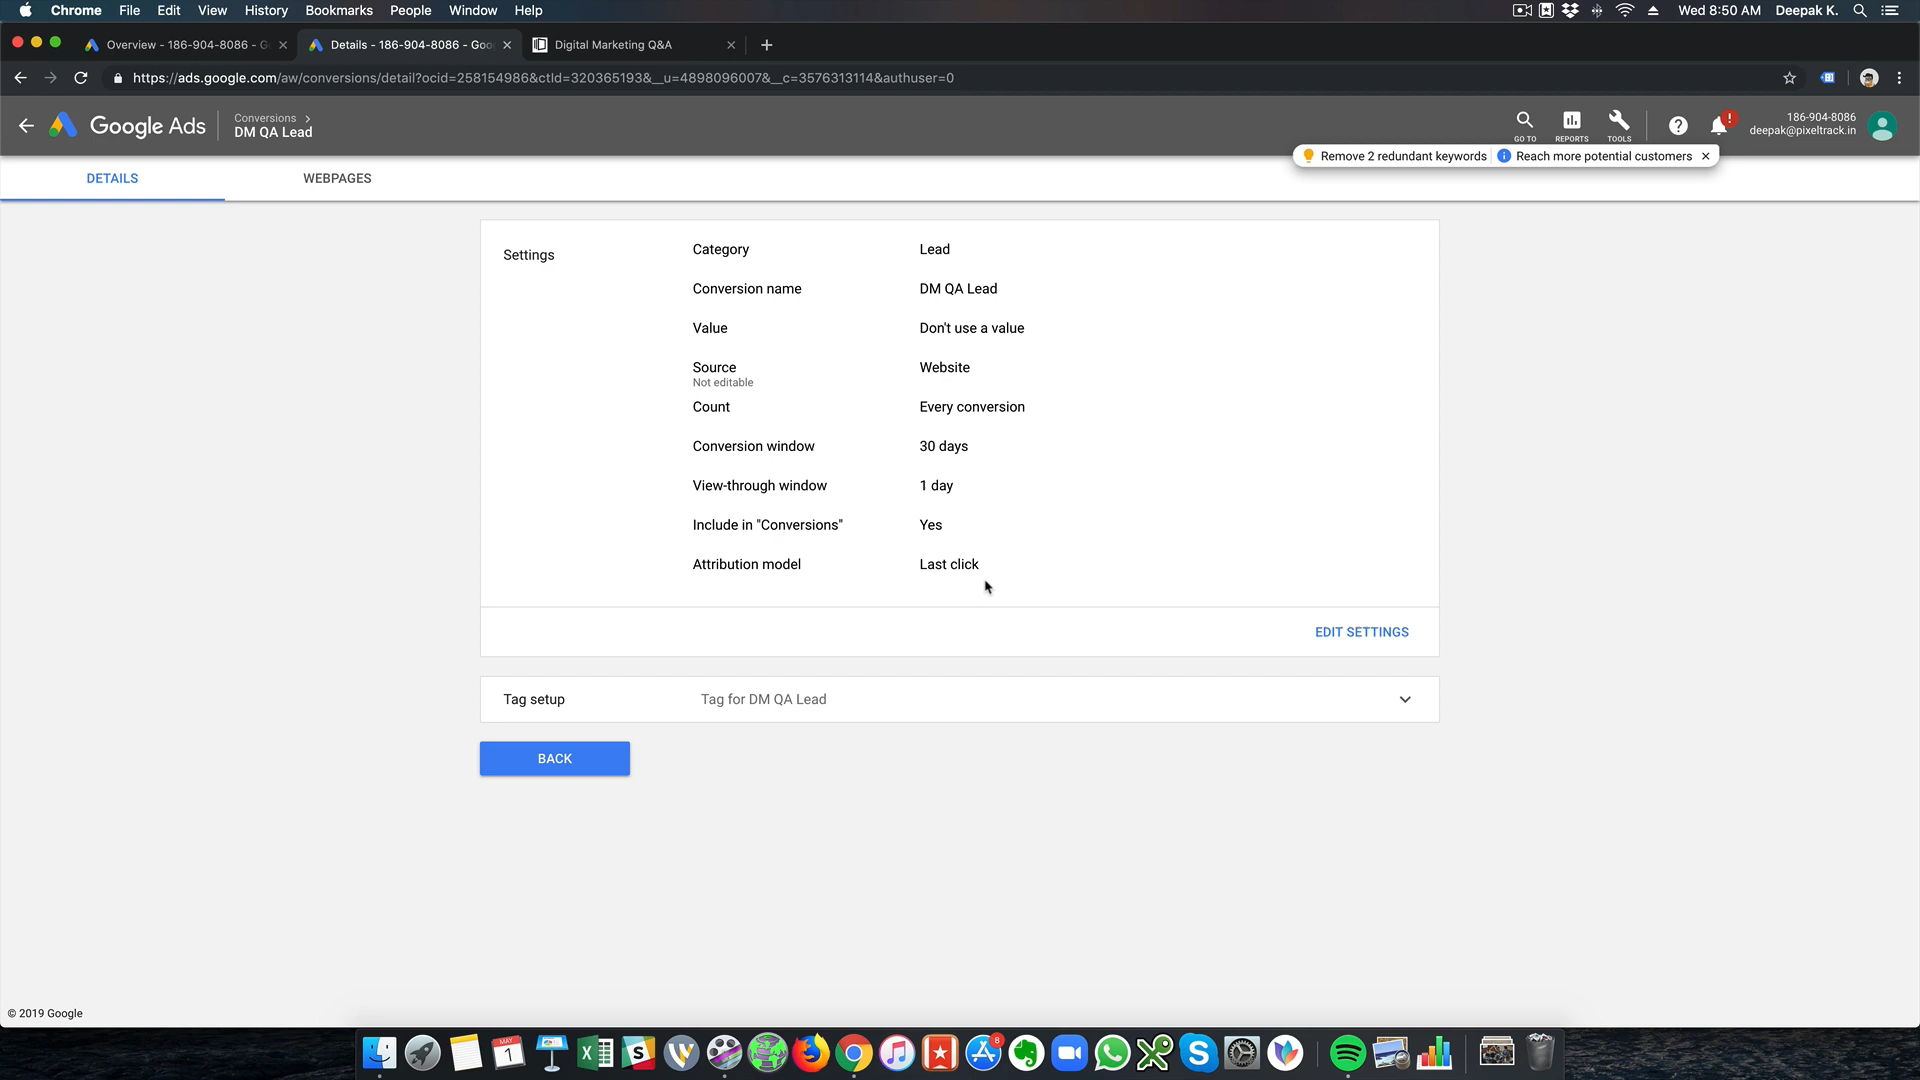 Chrome File Edit View History Bookmarks People Window Help
Wed 8:50 AM Deepak K.
Overview - 186-904-8086 - G
Details - 186-904-8086 - Goo
Digital Marketing Q&A
https://ads.google.com/aw/conversions/detail?ocid=258154986&ctId=320365193&__u=4898096007&__c=3576313114&authuser=0
Google Ads
Conversions
DM QA Lead
GO TO
REPORTS
TOOLS
186-904-8086
deepak@pixeltrack.in
Remove 2 redundant keywords
Reach more potential customers
DETAILS
WEBPAGES
Settings
Category Lead
Conversion name DM QA Lead
Value Don't use a value
Source Website
Not editable
Count Every conversion
Conversion window 30 days
View-through window 1 day
Include in "Conversions" Yes
Attribution model Last click
EDIT SETTINGS
Tag setup Tag for DM QA Lead
BACK
© 2019 Google
MAY
1
8